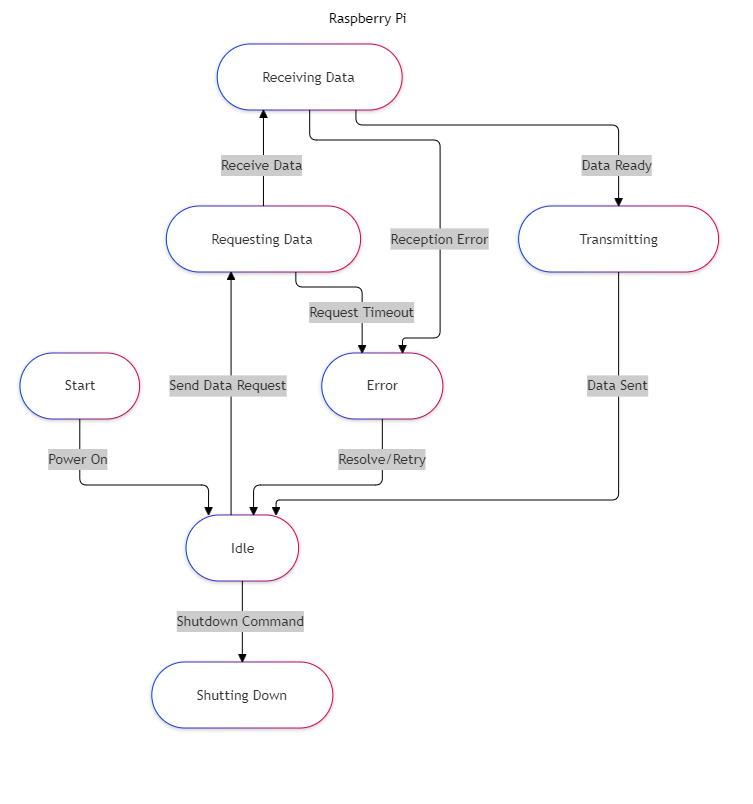 Raspberry Pi
Receiving Data
Receive Data
Data Ready
Requesting Data
Reception Error
Transmitting
Request Timeout
Start
Send Data Request
Error
Data Sent
Power On
Resolve/Retry
Idle
Shutdown Command
Shutting Down